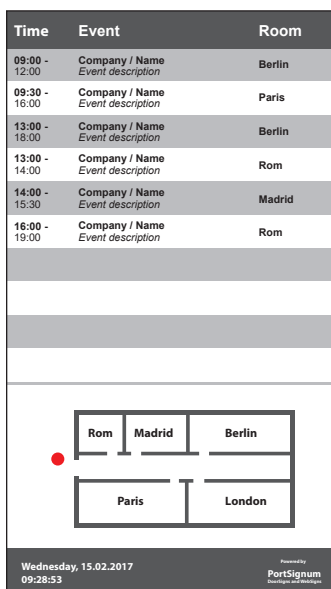 Time Event Room
09:00 - Company / Name
12:00 Event description
Berlin
09:30 - Company / Name
16:00 Event description
Paris
13:00 - Company / Name
18:00 Event description
Berlin
13:00 - Company / Name
14:00 Event description
Rom
14:00 - Company / Name
15:30 Event description
Madrid
16:00 - Company / Name
19:00 Event description
Rom
Rom Madrid Berlin
Paris London
Wednesday, 15.02.2017
09:28:53
Powered by
PortSignum
DoorSigns and WebSigns